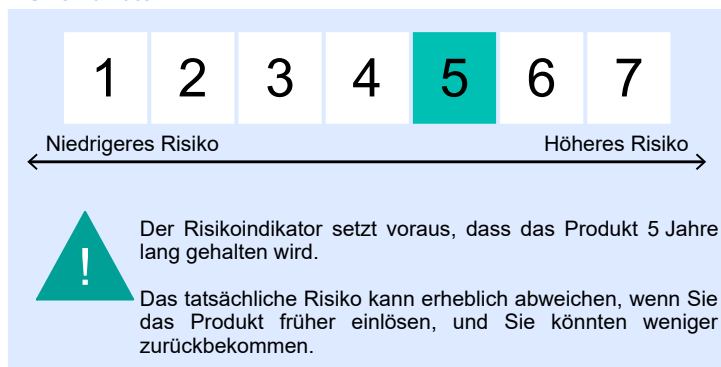 1 2 3 4 5 6 7
Niedrigeres Risiko Höheres Risiko
!
Der Risikoindikator setzt voraus, dass das Produkt 5 Jahre
lang gehalten wird.
Das tatsächliche Risiko kann erheblich abweichen, wenn Sie
das Produkt früher einlösen, und Sie könnten weniger
zurückbekommen.